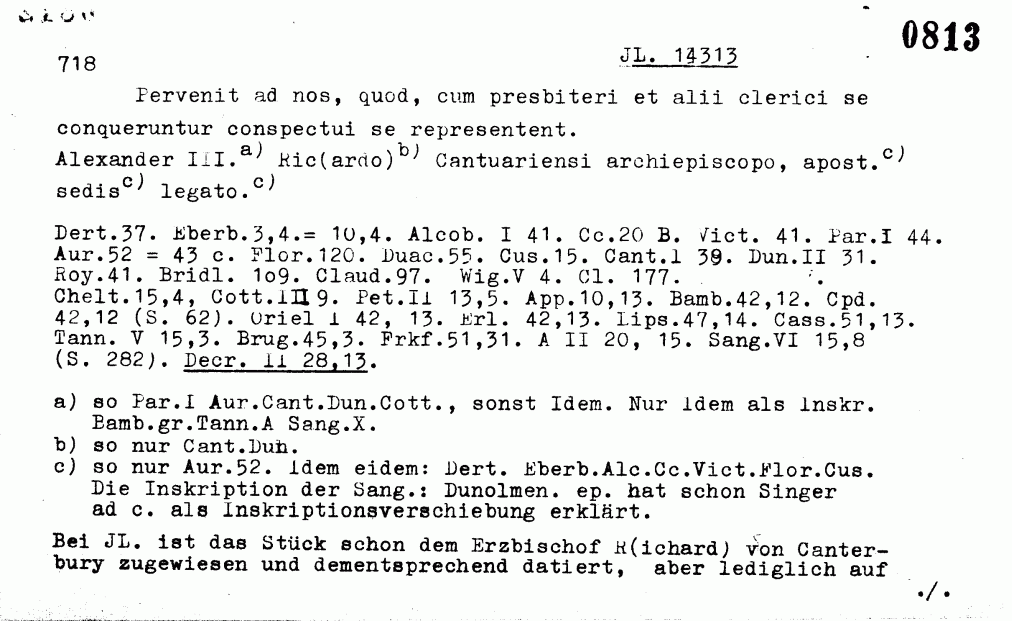 0813
718 JL. 14313
Pervenit ad nos, quod, cum presbiteri et alii clerici se
conqueruntur conspectui se representent.
Alexander III.a) Ric(ardo)b) Cantuariensi archiepiscopo, apost.c)
sedisc) legato.c)
Dert.37. Eberb.3,4.= 10,4. Alcob. I 41. Cc.20 B. Vict. 41. Par.I 44.
Aur.52 = 43 c. Flor.120. Duac.55. Cus.15. Cant.I 39. Dun.II 31.
Roy.41. Bridl. 1o9. Claud.97. Wig.V 4. Cl. 177.
Chelt.15,4, Cott.III 9. Pet.II 13,5. App.10,13. Bamb.42,12. Cpd.
42,12 (S. 62). Oriel I 42, 13. Erl. 42,13. Lips.47,14. Cass.51,13.
Tann. V 15,3. Brug.45,3. Frkf.51,31. A II 20, 15. Sang.VI 15,8
(S. 282). Decr. II 28,13.
a) so Par.I Aur.Cant.Dun.Cott., sonst Idem. Nur Idem als Inskr.
Bamb.gr.Tann.A Sang.X.
b) so nur Cant.Dun.
c) so nur Aur.52. Idem eidem: Dert. Eberb.Alc.Cc.Vict.Flor.Cus.
Die Inskription der Sang.: Dunolmen. ep. hat schon Singer
ad c. als Inskriptionsverschiebung erklärt.
Bei JL. ist das Stück schon dem Erzbischof R(ichard) von Canter-
bury zugewiesen und dementsprechend datiert, aber lediglich auf
./.